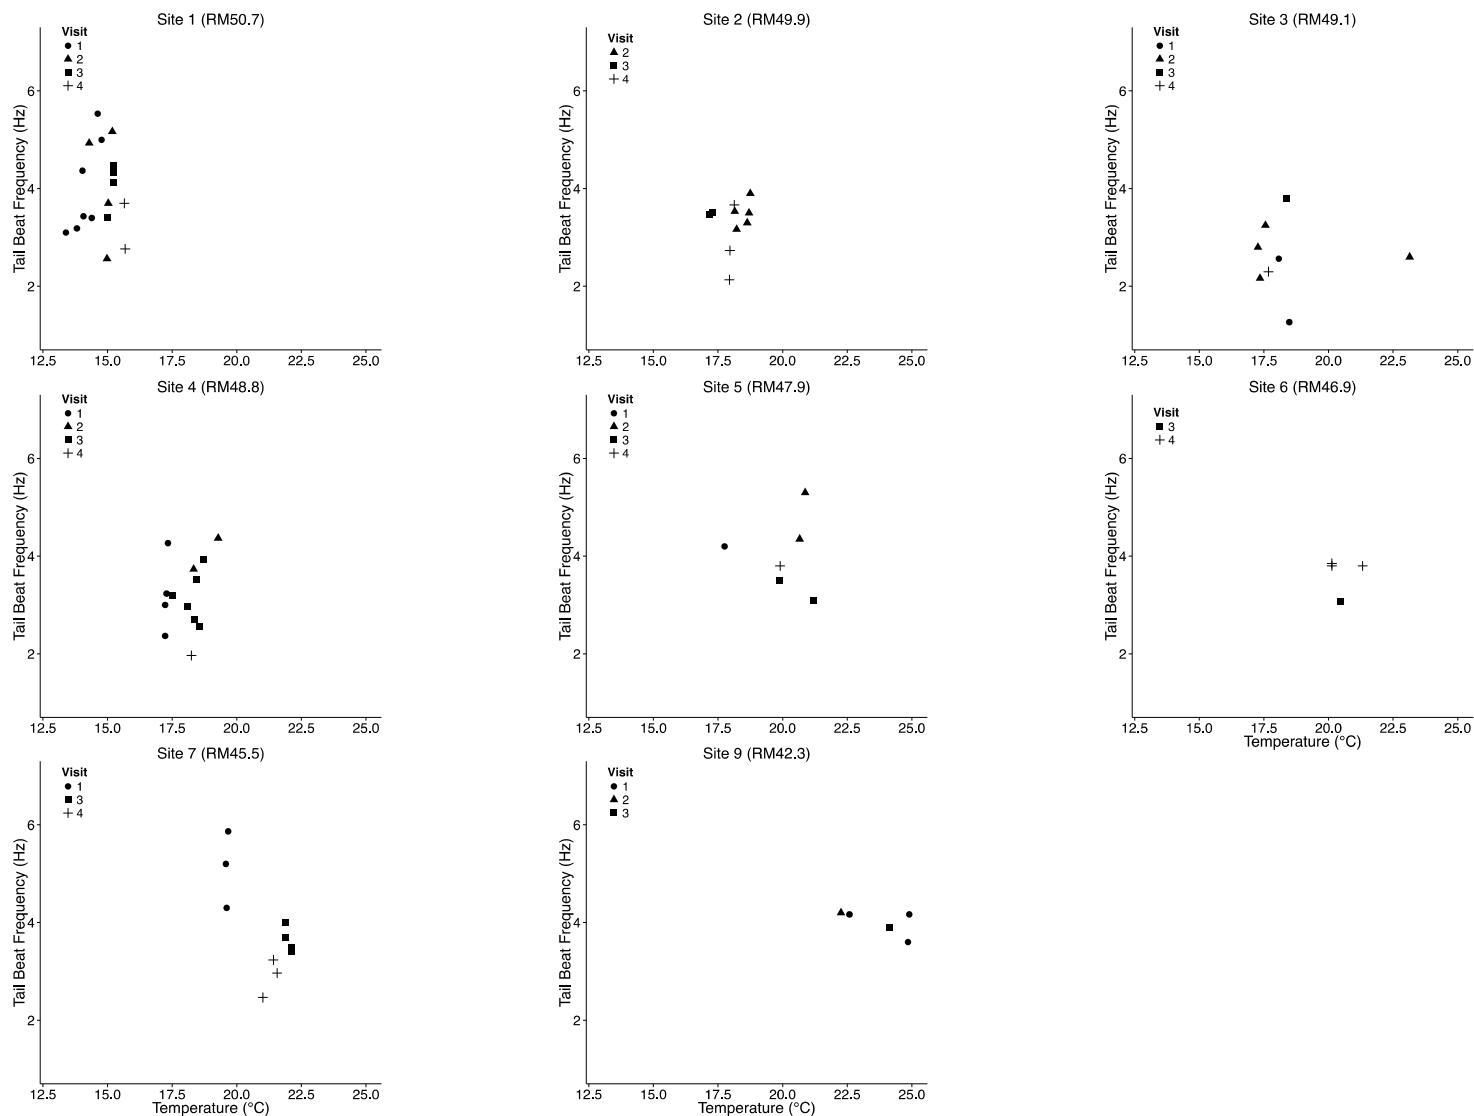 Site 1 (RM50.7)
Visit
1
2
3
4
6
4
2
Tail Beat Frequency (Hz)
12.5 15.0 17.5 20.0 22.5 25.0
Site 2 (RM49.9)
Visit
2
3
4
6
4
2
Tail Beat Frequency (Hz)
12.5 15.0 17.5 20.0 22.5 25.0
Site 3 (RM49.1)
Visit
1
2
3
4
6
4
2
Tail Beat Frequency (Hz)
12.5 15.0 17.5 20.0 22.5 25.0
Site 4 (RM48.8)
Visit
1
2
3
4
6
4
2
Tail Beat Frequency (Hz)
12.5 15.0 17.5 20.0 22.5 25.0
Site 5 (RM47.9)
Visit
1
2
3
4
6
4
2
Tail Beat Frequency (Hz)
12.5 15.0 17.5 20.0 22.5 25.0
Site 6 (RM46.9)
Visit
3
4
6
4
2
Tail Beat Frequency (Hz)
12.5 15.0 17.5 20.0 22.5 25.0
Temperature (°C)
Site 7 (RM45.5)
Visit
1
3
4
6
4
2
Tail Beat Frequency (Hz)
12.5 15.0 17.5 20.0 22.5 25.0
Temperature (°C)
Site 9 (RM42.3)
Visit
1
2
3
6
4
2
Tail Beat Frequency (Hz)
12.5 15.0 17.5 20.0 22.5 25.0
Temperature (°C)